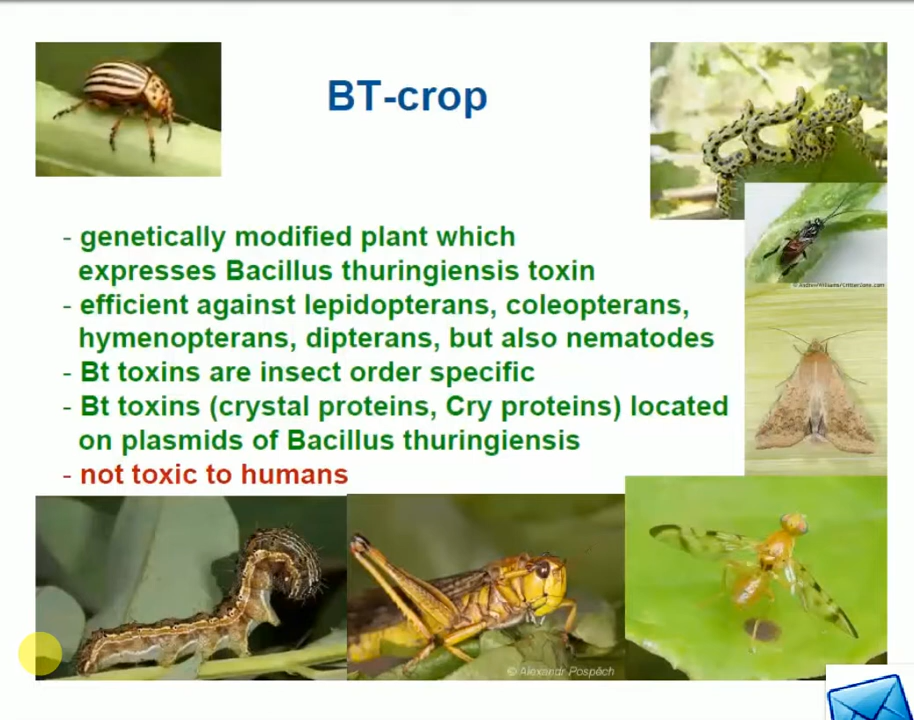 BT-crop
- genetically modified plant which
expresses Bacillus thuringiensis toxin
- efficient against lepidopterans, coleopterans,
hymenopterans, dipterans, but also nematodes
- Bt toxins are insect order specific
- Bt toxins (crystal proteins, Cry proteins) located
on plasmids of Bacillus thuringiensis
- not toxic to humans
© Alexandr Pospěch